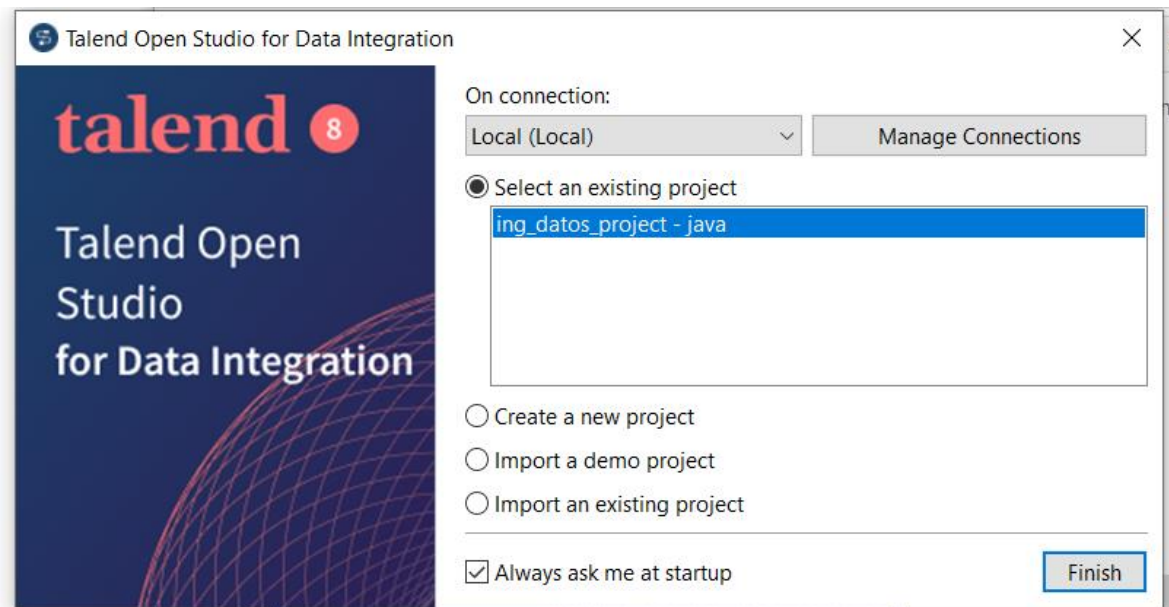 Talend Open Studio for Data Integration
talend 8
Talend Open
Studio
for Data Integration
On connection:
Local (Local)
Manage Connections
Select an existing project
ing_datos_project - java
Create a new project
Import a demo project
Import an existing project
Always ask me at startup
Finish